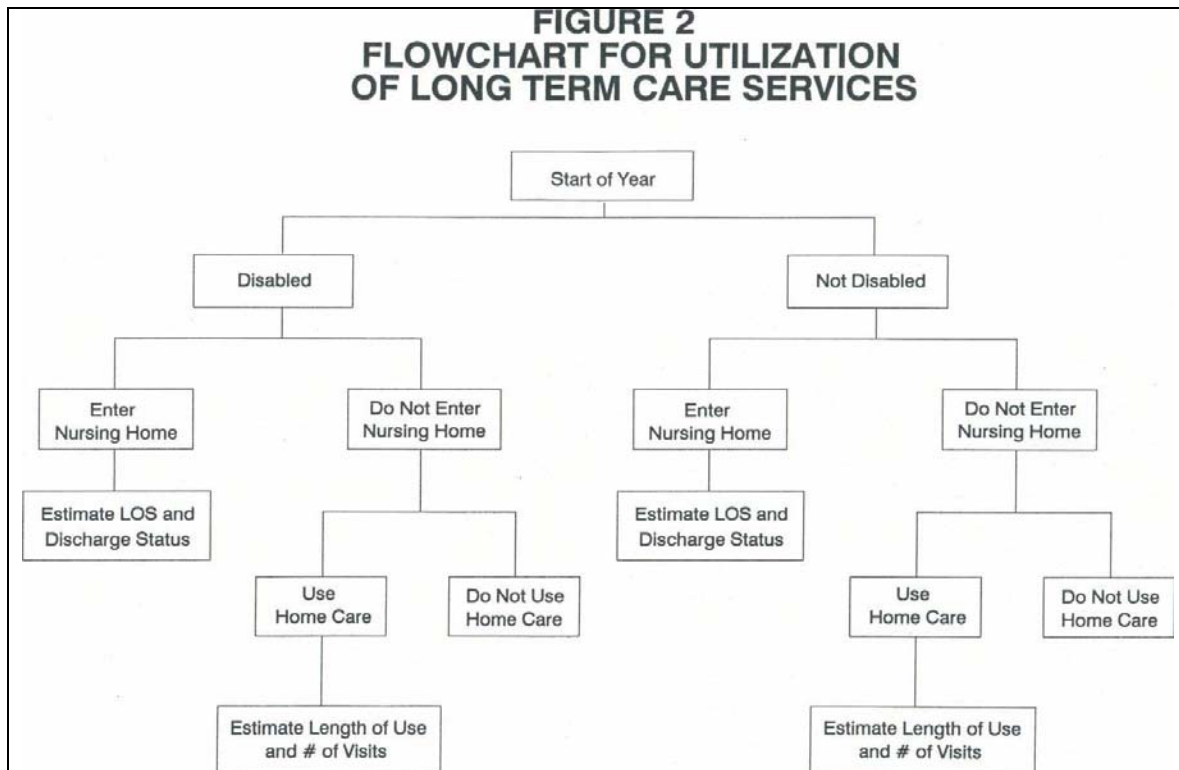 FIGURE 2
FLOWCHART FOR UTILIZATION
OF LONG TERM CARE SERVICES
Start of Year
Disabled
Not Disabled
Enter
Nursing Home
Do Not Enter
Nursing Home
Enter
Nursing Home
Do Not Enter
Nursing Home
Estimate LOS and
Discharge Status
Estimate LOS and
Discharge Status
Use
Home Care
Do Not Use
Home Care
Use
Home Care
Do Not Use
Home Care
Estimate Length of Use
and # of Visits
Estimate Length of Use
and # of Visits